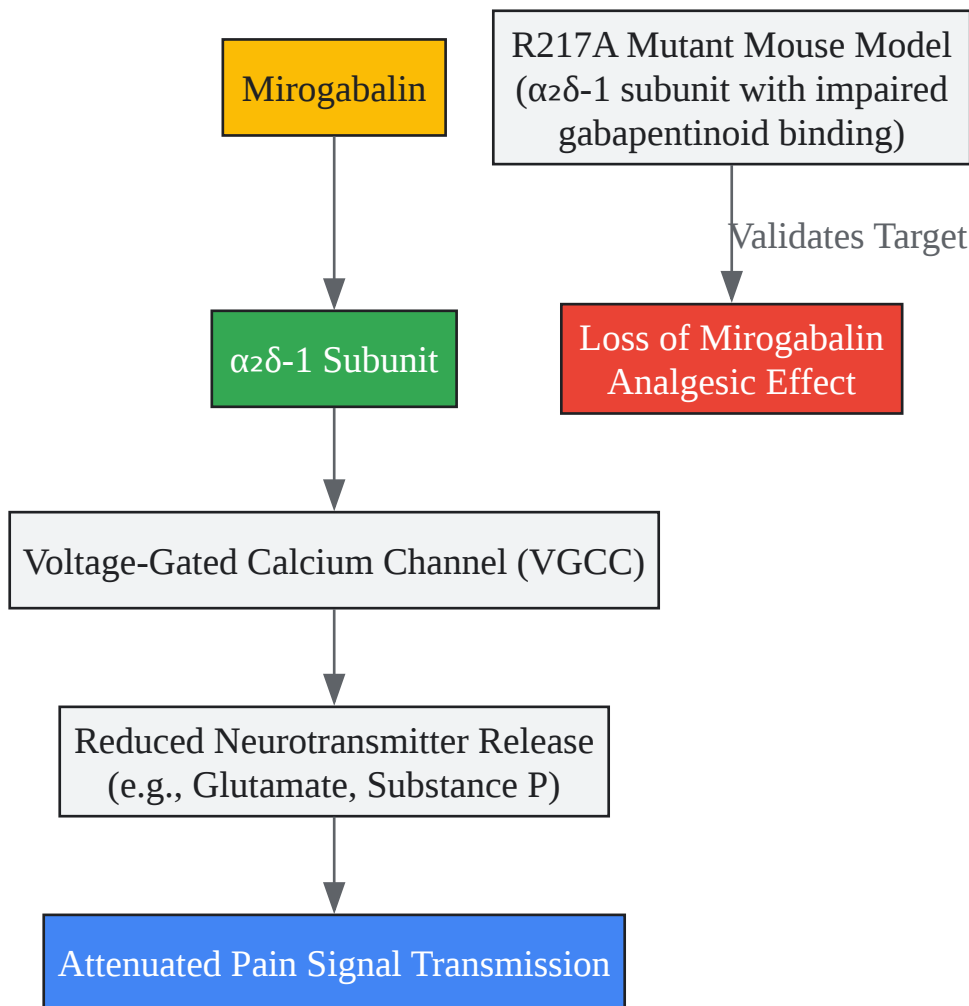 Mirogabalin
R217A Mutant Mouse Model
(α₂δ-1 subunit with impaired
gabapentinoid binding)
Validates Target
α₂δ-1 Subunit
Loss of Mirogabalin
Analgesic Effect
Voltage-Gated Calcium Channel (VGCC)
Reduced Neurotransmitter Release
(e.g., Glutamate, Substance P)
Attenuated Pain Signal Transmission